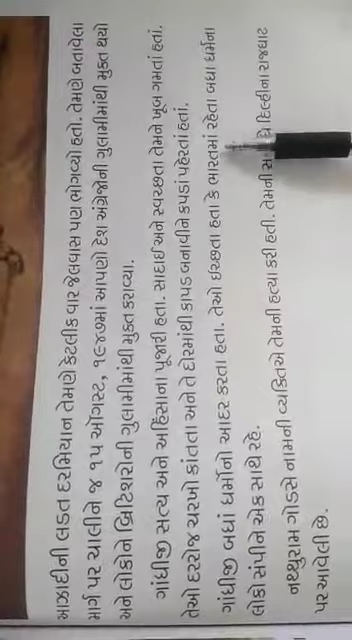 આઝાદીની લડત દરમિયાન તેમણે કેટલીક વાર જેલવાસ પણ ભોગવ્યો હતો. તેમણે બતાવેલા
માર્ગ પર ચાલીને જ ૧૫ ઓગસ્ટ, ૧૯૪૭માં આપણો દેશ અંગ્રેજોની ગુલામીમાંથી મુક્ત થયો
અને લોકોને બ્રિટિશરોની ગુલામીમાંથી મુક્ત કરાવ્યા.
ગાંધીજી સત્ય અને અહિંસાના પૂજારી હતા. સાદાઈ અને સ્વચ્છતા તેમને ખૂબ ગમતાં હતાં.
તેઓ દરરોજ ચરખો કાંતતા અને તે દોરમાંથી કાપડ બનાવીને કપડાં પહેરતાં હતાં.
ગાંધીજી બધાં ધર્મોનો આદર કરતા હતા. તેઓ ઈચ્છતા હતા કે ભારતમાં રહેતા બધા ધર્મના
લોકો સંપીને એક સાથે રહે.
નથ્થુરામ ગોડસે નામની વ્યક્તિએ તેમની હત્યા કરી હતી. તેમની દિલ્હીના રાજઘાટ
પર આવેલી છે.